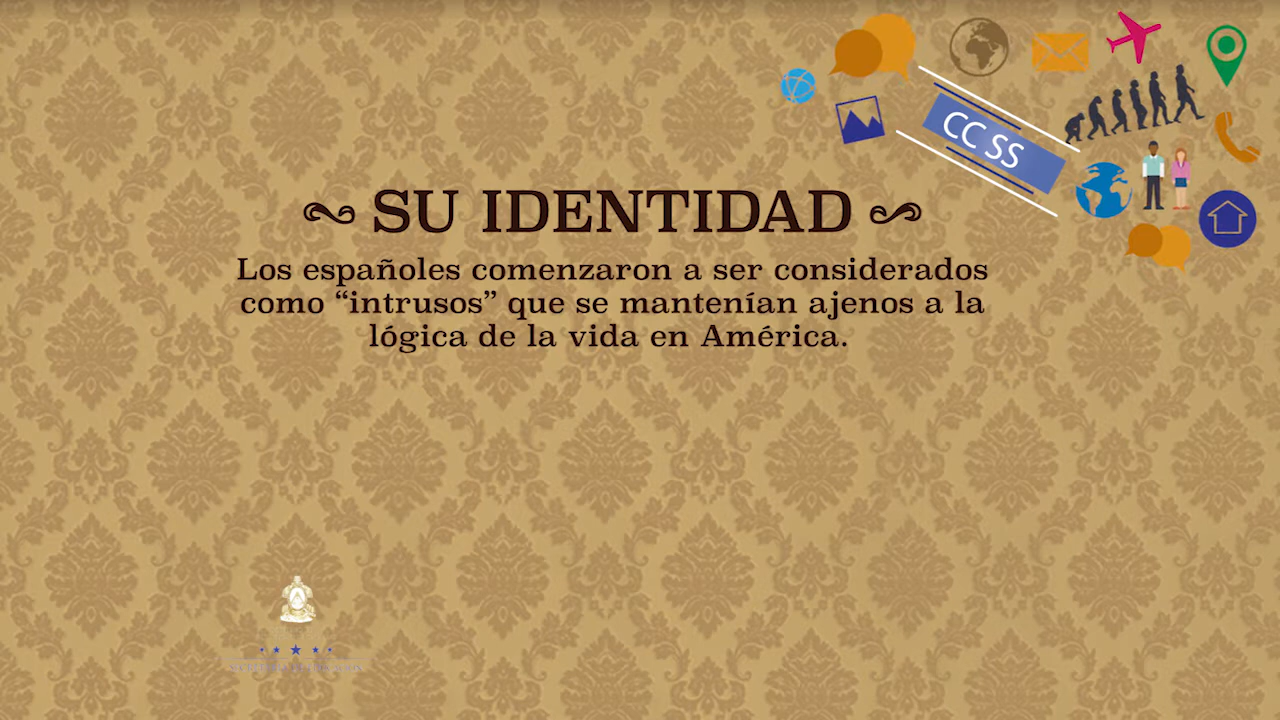 CC SS
SU IDENTIDAD
Los españoles comenzaron a ser considerados
como “intrusos” que se mantenían ajenos a la
lógica de la vida en América.